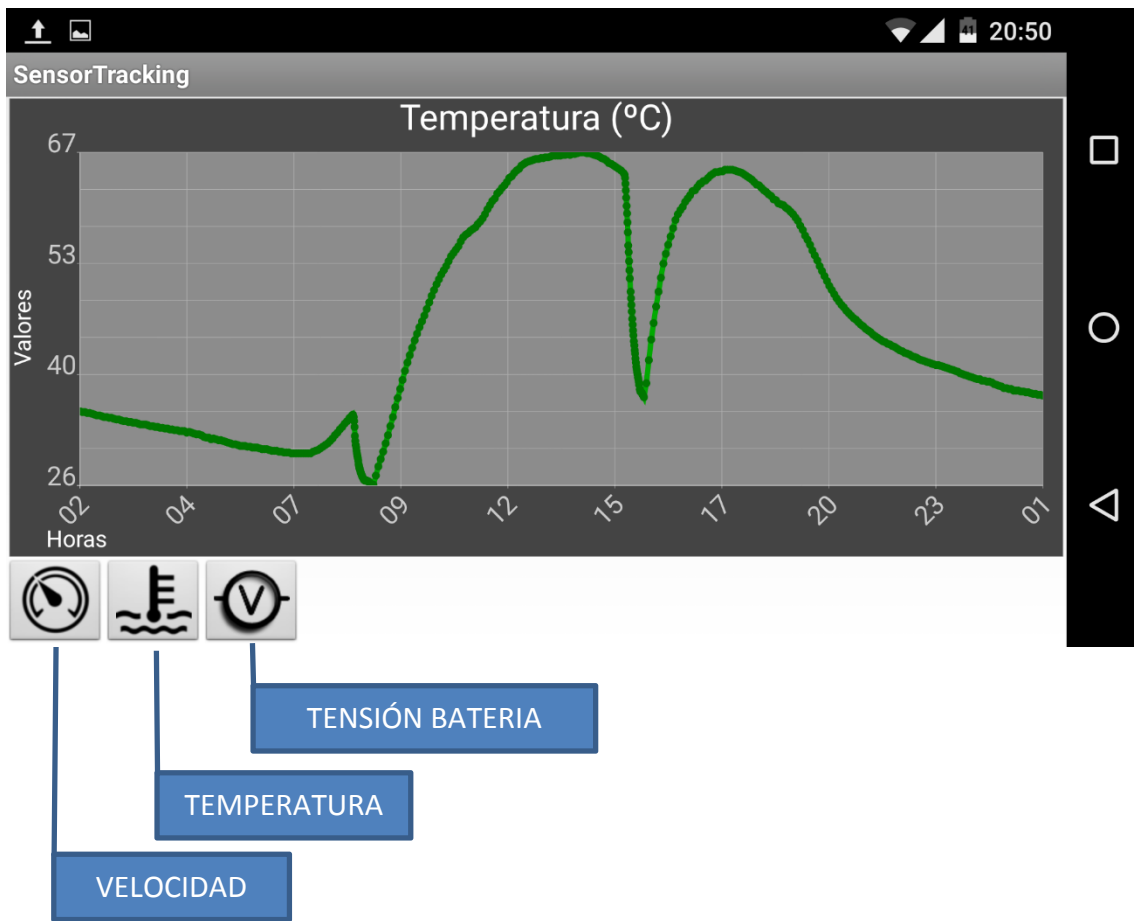 41 20:50
SensorTracking
Temperatura (ºC)
67
53
40
26
Valores
02 04 07 09 12 15 17 20 23 01
Horas
V
TENSIÓN BATERIA
TEMPERATURA
VELOCIDAD